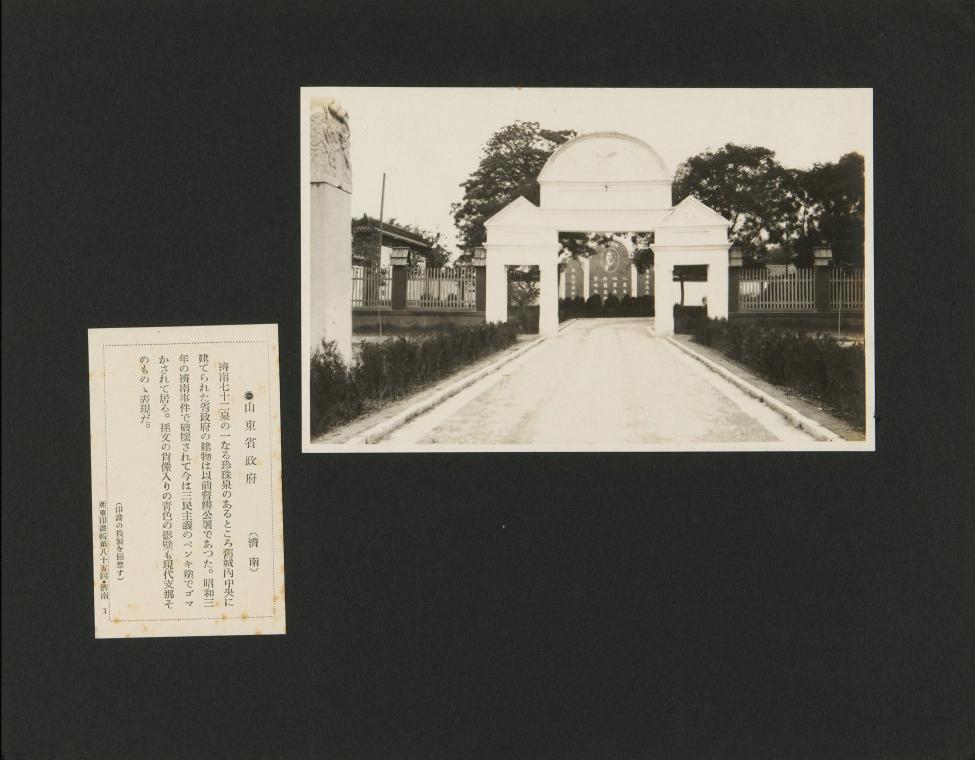 山東省政府　（濟　南）
濟南七十二泉の一なる珍珠泉のあるところ舊城內中央に
建てられた省政府の建物は以前督辨公署であつた。昭和三
年の濟南事件で破壞されて今は三民主義のペンキ塗でゴマ
かされて居る。孫文の肖像入りの靑色の影壁も現代支那そ
のものゝ表現だ。
（印畫の複製を嚴禁す）
亞東印畫輯第八十五回・濟南　1